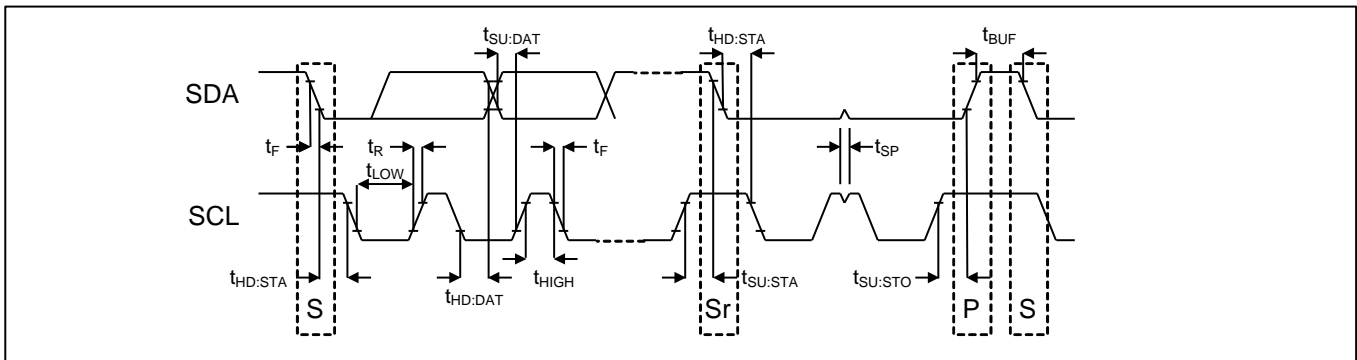 tSU:DAT tHD:STA tBUF
SDA
tF tR tF tSP
tLOW
SCL
tHD:STA tHD:DAT tHIGH tSU:STA tSU:STO
S Sr P S